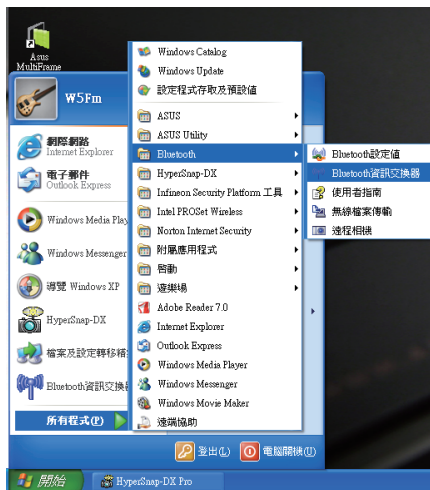 Asus
MultiFrame
W5Fm
網際網路
Internet Explorer
電子郵件
Outlook Express
Windows Media Play
Windows Messenger
導覽 Windows XP
HyperSnap-DX
檔案及設定轉移精
Bluetooth資訊交換
所有程式(P)
Windows Catalog
Windows Update
設定程式存取及預設值
ASUS
ASUS Utility
Bluetooth
HyperSnap-DX
Infineon Security Platform 工具
Intel PROSet Wireless
Norton Internet Security
附屬應用程式
啟動
遊樂場
Adobe Reader 7.0
Internet Explorer
Outlook Express
Windows Media Player
Windows Messenger
Windows Movie Maker
遠端協助
Bluetooth設定值
Bluetooth資訊交換器
使用者指南
無線檔案傳輸
遠程相機
登出(L)
電腦關機(U)
開始
HyperSnap-DX Pro